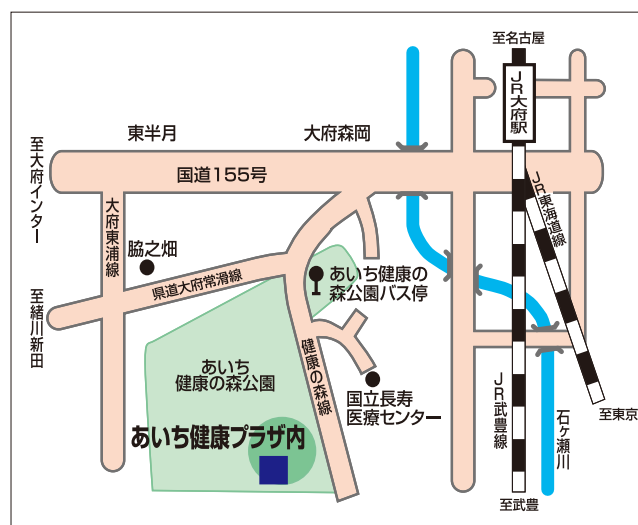 至名古屋
JR大府駅
東半月
大府森岡
国道155号
至大府インター
大府東浦線
JR東海道線
脇之畑
県道大府常滑線
あいち健康の
森公園バス停
至緒川新田
あいち
健康の森公園
健康の森線
国立長寿
医療センター
JR武豊線
石ヶ瀬川
至東京
あいち健康プラザ内
至武豊